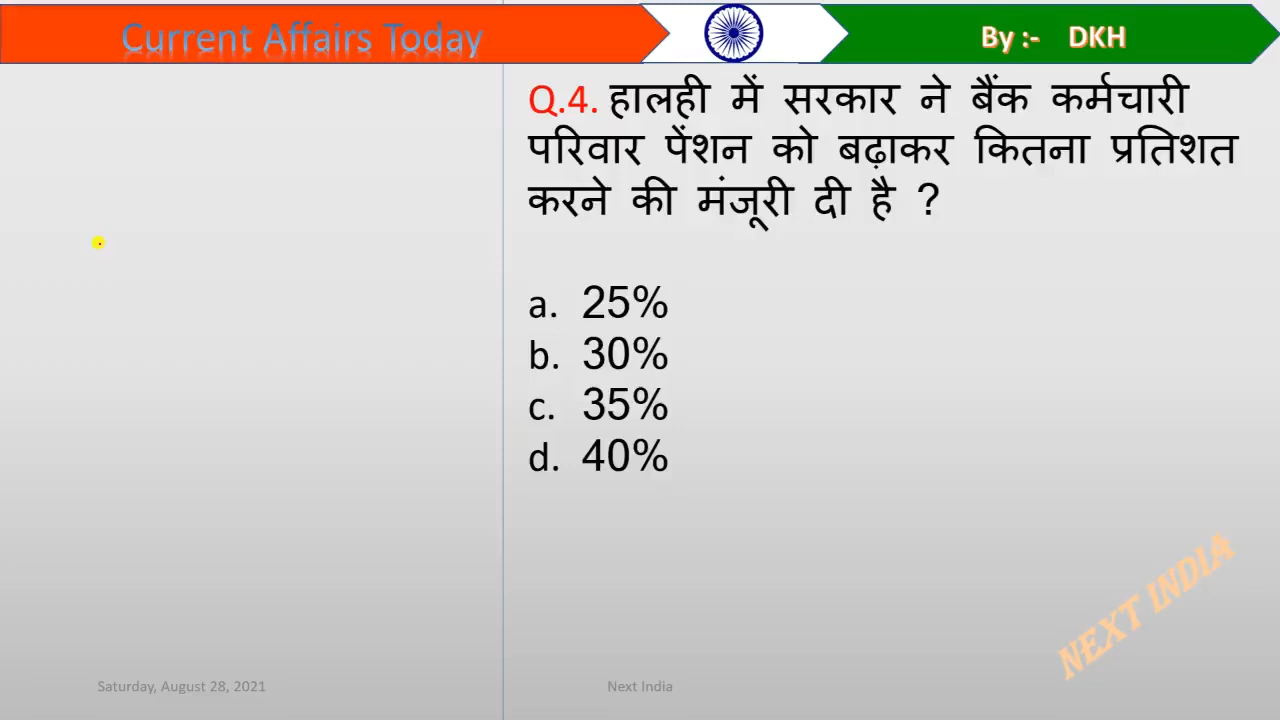 Current Affairs Today
By :- DKH
Q.4. हालही में सरकार ने बैंक कर्मचारी
परिवार पेंशन को बढ़ाकर कितना प्रतिशत
करने की मंजूरी दी है ?
a. 25%
b. 30%
c. 35%
d. 40%
NEXT INDIA
Saturday, August 28, 2021
Next India